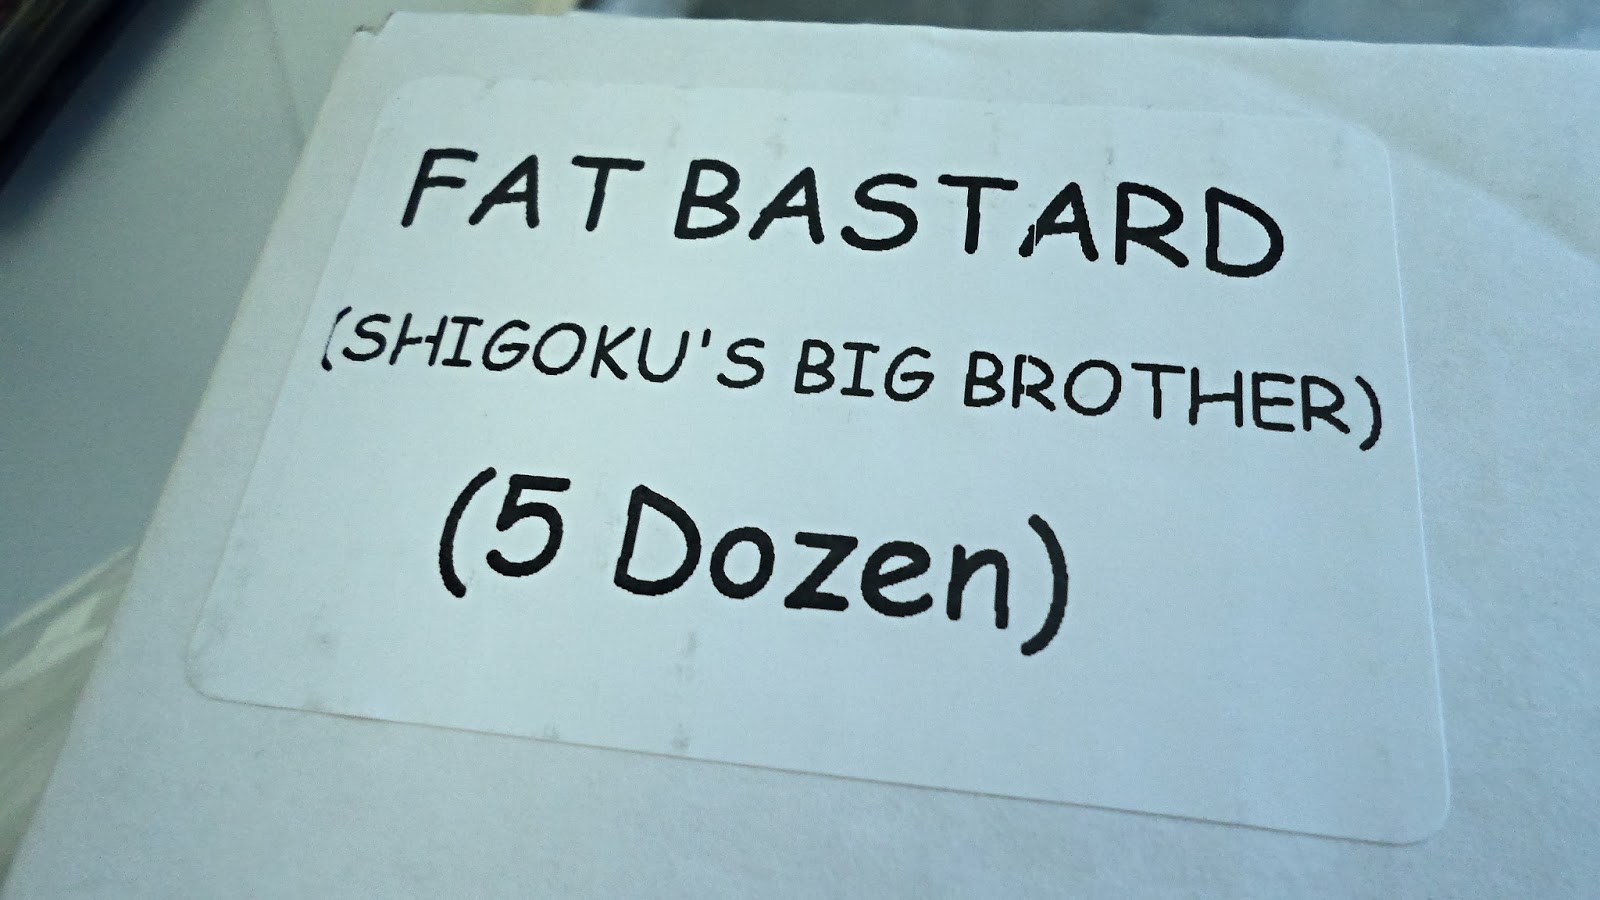 FAT BASTARD
(SHIGOKU'S BIG BROTHER)
(5 Dozen)